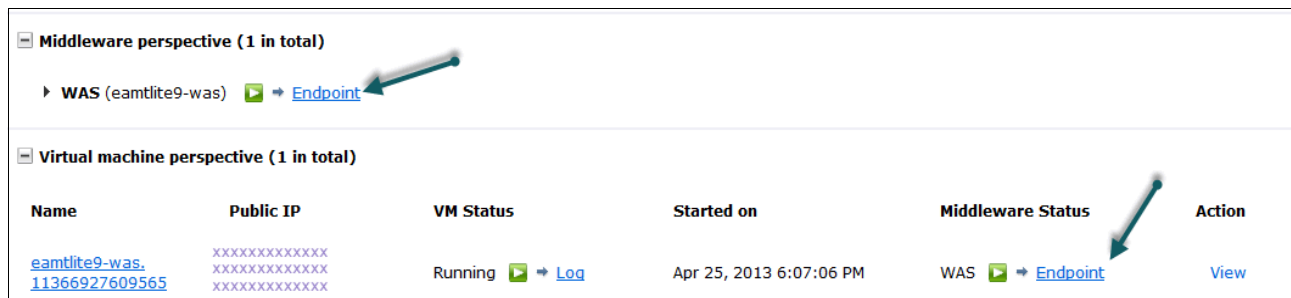 Middleware perspective (1 in total)
WAS (eamtlite9-was) Endpoint
Virtual machine perspective (1 in total)
Name Public IP VM Status Started on Middleware Status Action
eamtlite9-was.
11366927609565
xxxxxxxxxxxxx
xxxxxxxxxxxxx
xxxxxxxxxxxxx
Running Log Apr 25, 2013 6:07:06 PM WAS Endpoint View